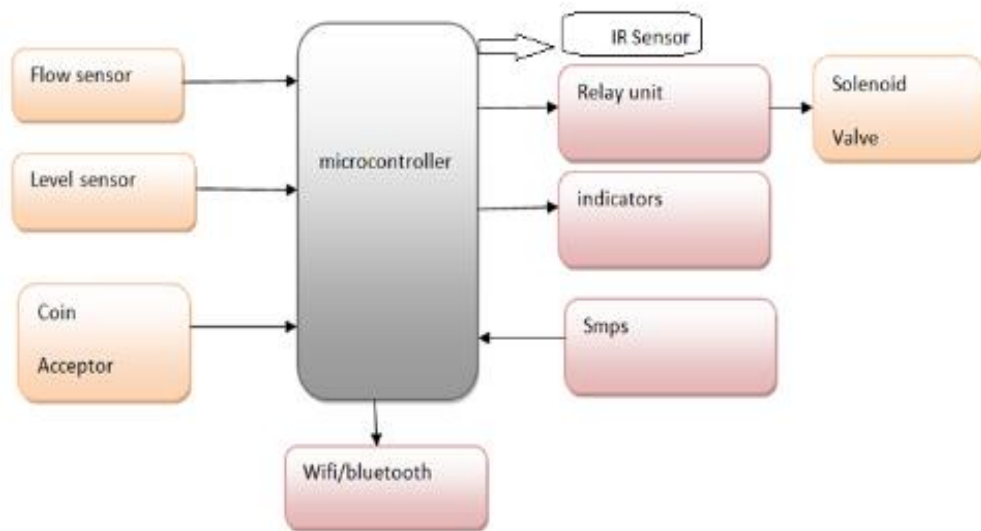 IR Sensor
Flow sensor
Relay unit
Solenoid
Valve
microcontroller
Level sensor
indicators
Coin
Acceptor
Smps
Wifi/bluetooth